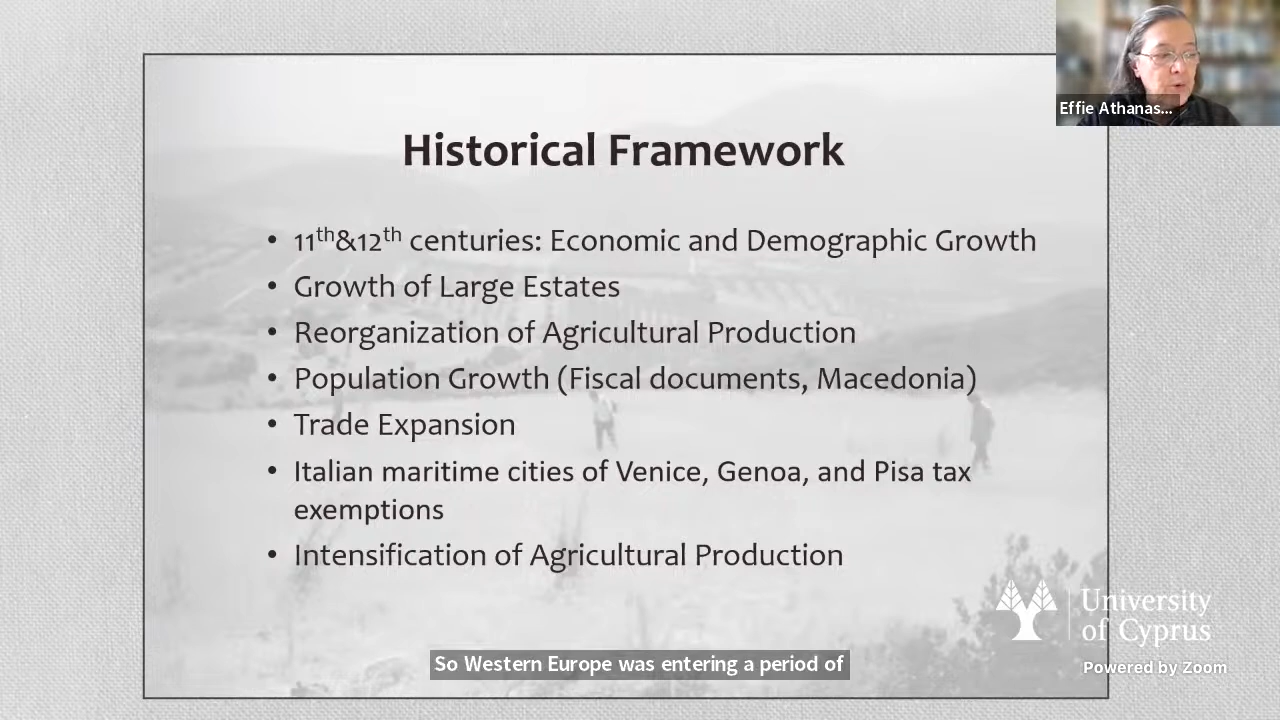 Effie Athanas...
Historical Framework
• 11th&12th centuries: Economic and Demographic Growth
• Growth of Large Estates
• Reorganization of Agricultural Production
• Population Growth (Fiscal documents, Macedonia)
• Trade Expansion
• Italian maritime cities of Venice, Genoa, and Pisa tax
exemptions
• Intensification of Agricultural Production
University
of Cyprus
So Western Europe was entering a period of
Powered by Zoom